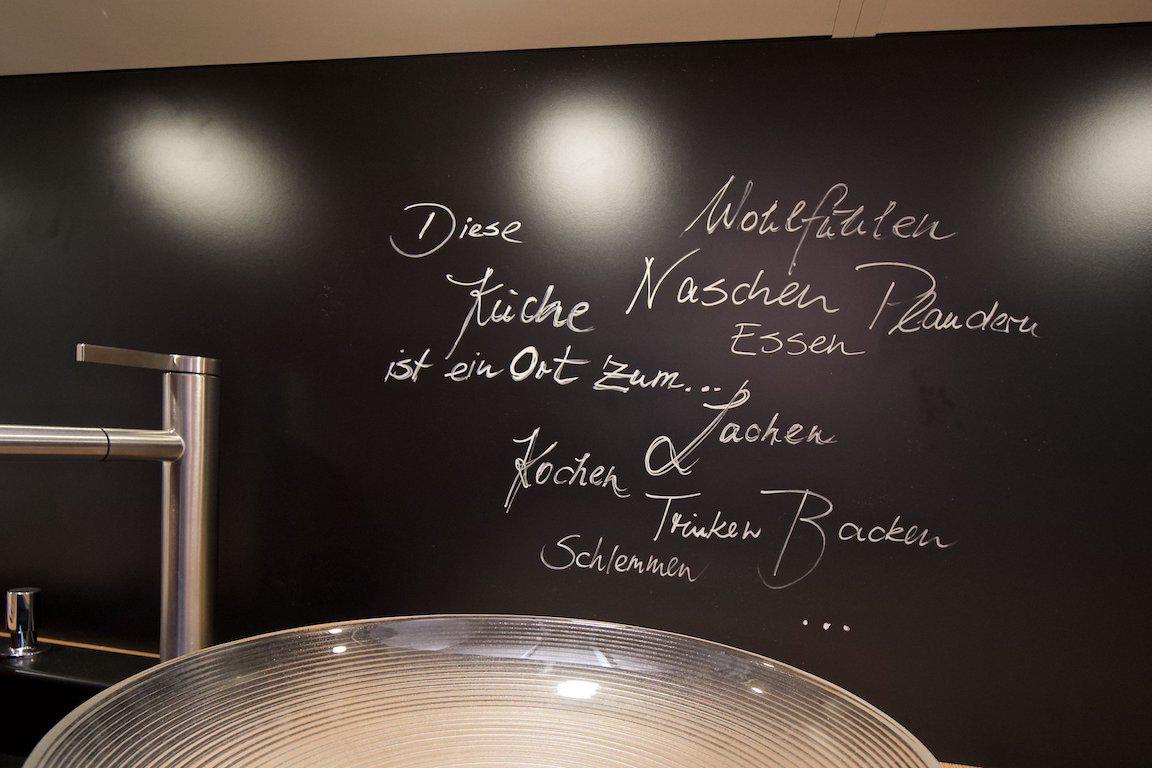 Diese
Küche
ist ein Ort zum...
Wohlfühlen
Naschen Plaudern
Essen
Lachen
Kochen &
Trinken Backen
Schlemmen
...